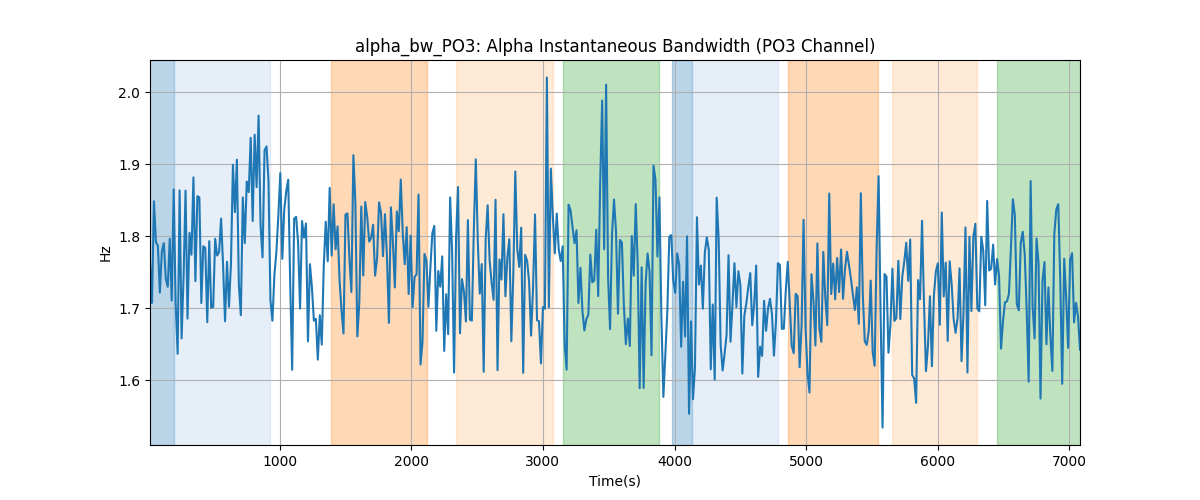 alpha_bw_PO3: Alpha Instantaneous Bandwidth (PO3 Channel)
Hz
2.0
1.9
1.8
1.7
1.6
1000 2000 3000 4000 5000 6000 7000
Time(s)